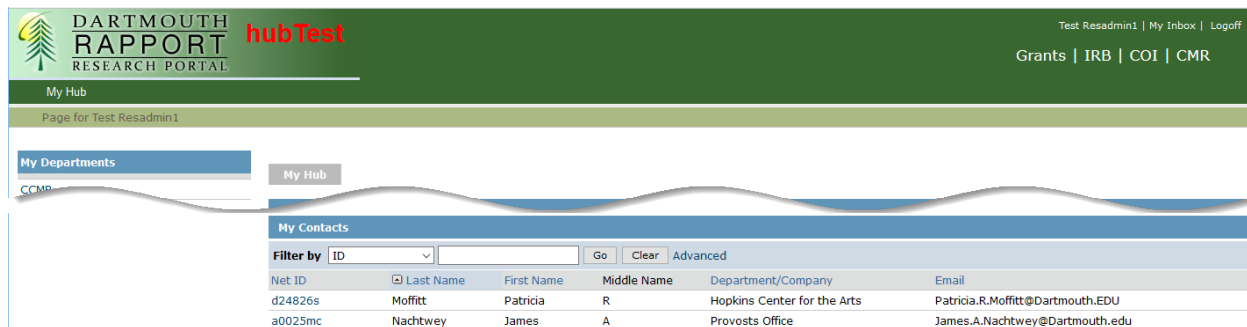 DARTMOUTH
RAPPORT
RESEARCH PORTAL
hubTest
Test Resadmin1 | My Inbox | Logoff
Grants | IRB | COI | CMR
My Hub
Page for Test Resadmin1
My Departments
My Hub
My Contacts
Filter by ID Go Clear Advanced
Net ID Last Name First Name Middle Name Department/Company Email
d24826s Moffitt Patricia R Hopkins Center for the Arts Patricia.R.Moffitt@Dartmouth.EDU
a0025mc Nachtwey James A Provosts Office James.A.Nachtwey@Dartmouth.edu